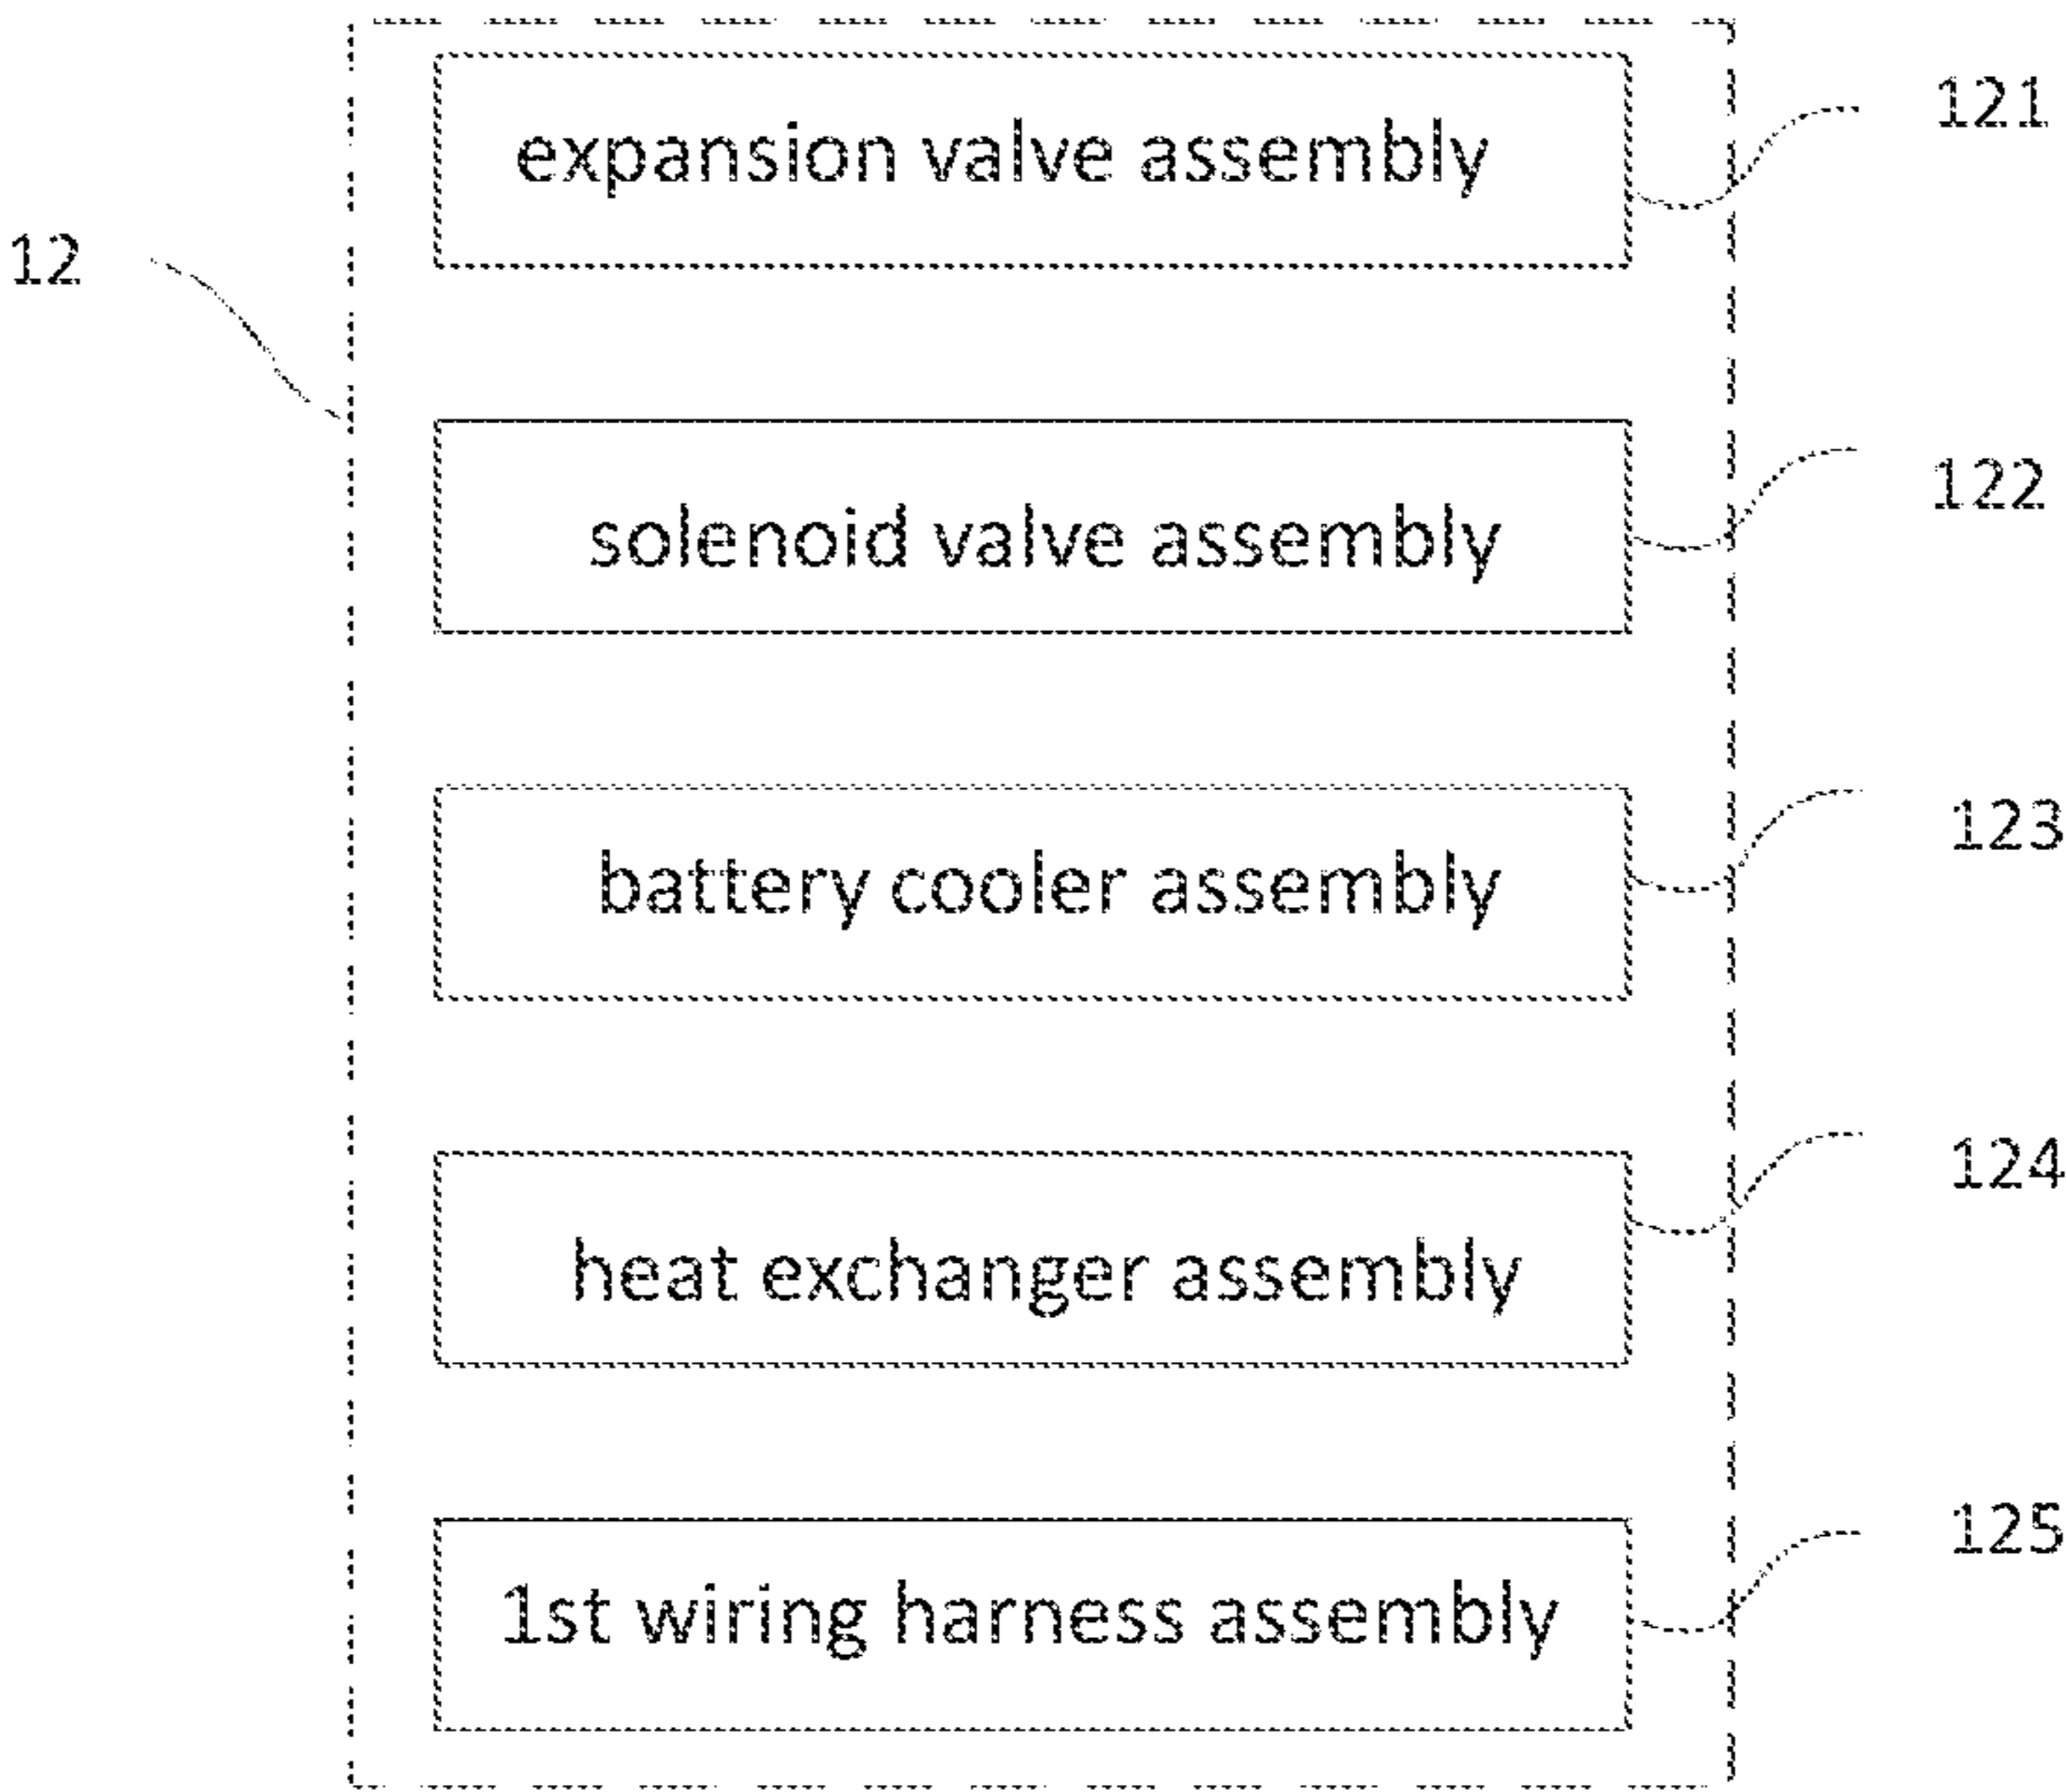 expansion valve assembly
121
12
solenoid valve assembly
122
battery cooler assembly
123
heat exchanger assembly
124
1st wiring harness assembly
125